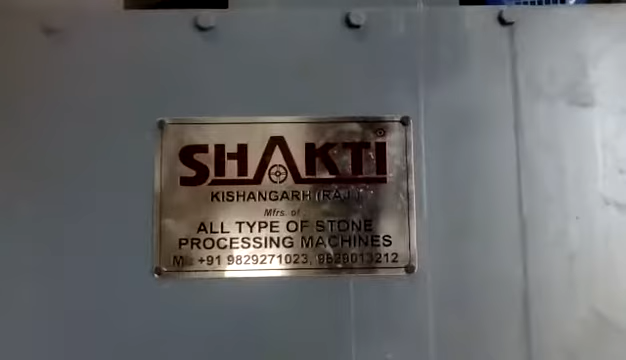 SHAKTI
KISHANGARH (RAJ.)
Mfrs. of
ALL TYPE OF STONE
PROCESSING MACHINES
M.: +91 9829271023, 9829013212